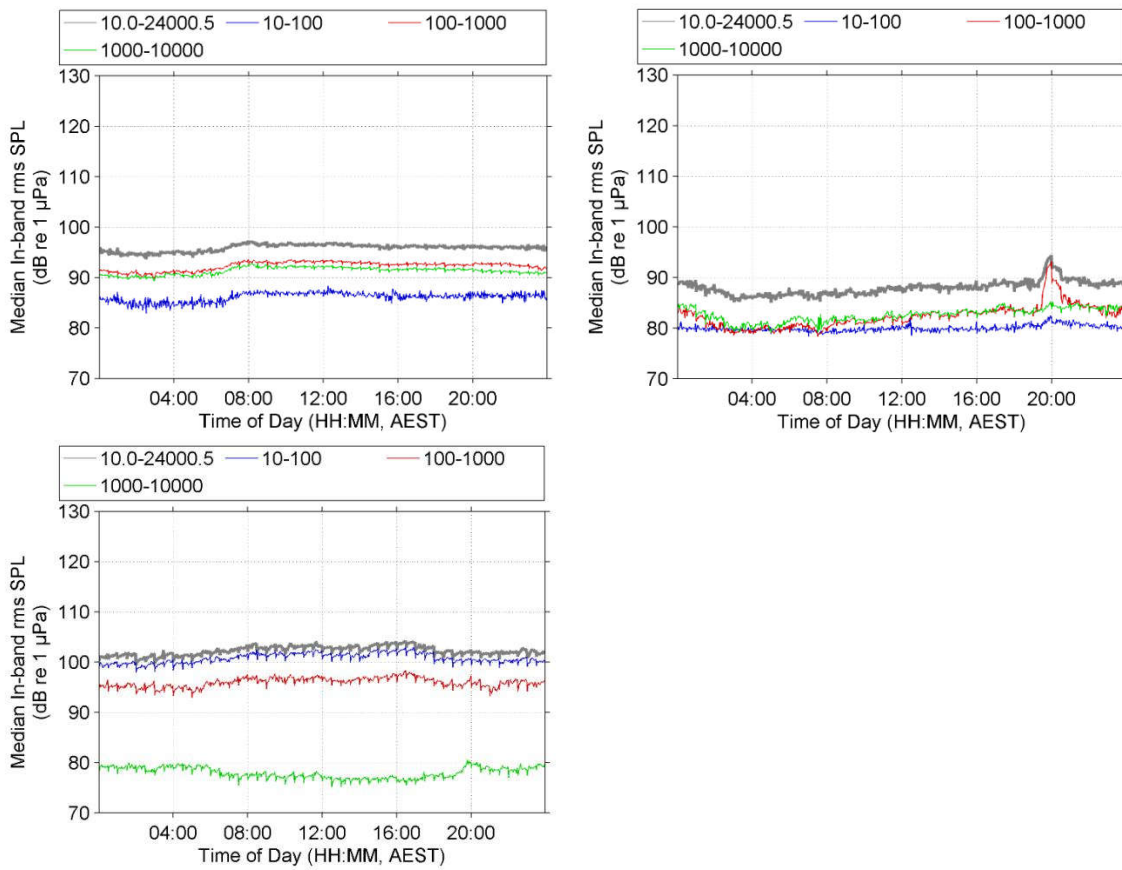 10.0-24000.5 10-100 100-1000
1000-10000
130
120
110
100
90
80
70
Median In-band rms SPL
(dB re 1 µPa)
04:00 08:00 12:00 16:00 20:00
Time of Day (HH:MM, AEST)
10.0-24000.5 10-100 100-1000
1000-10000
130
120
110
100
90
80
70
Median In-band rms SPL
(dB re 1 µPa)
04:00 08:00 12:00 16:00 20:00
Time of Day (HH:MM, AEST)
10.0-24000.5 10-100 100-1000
1000-10000
130
120
110
100
90
80
70
Median In-band rms SPL
(dB re 1 µPa)
04:00 08:00 12:00 16:00 20:00
Time of Day (HH:MM, AEST)